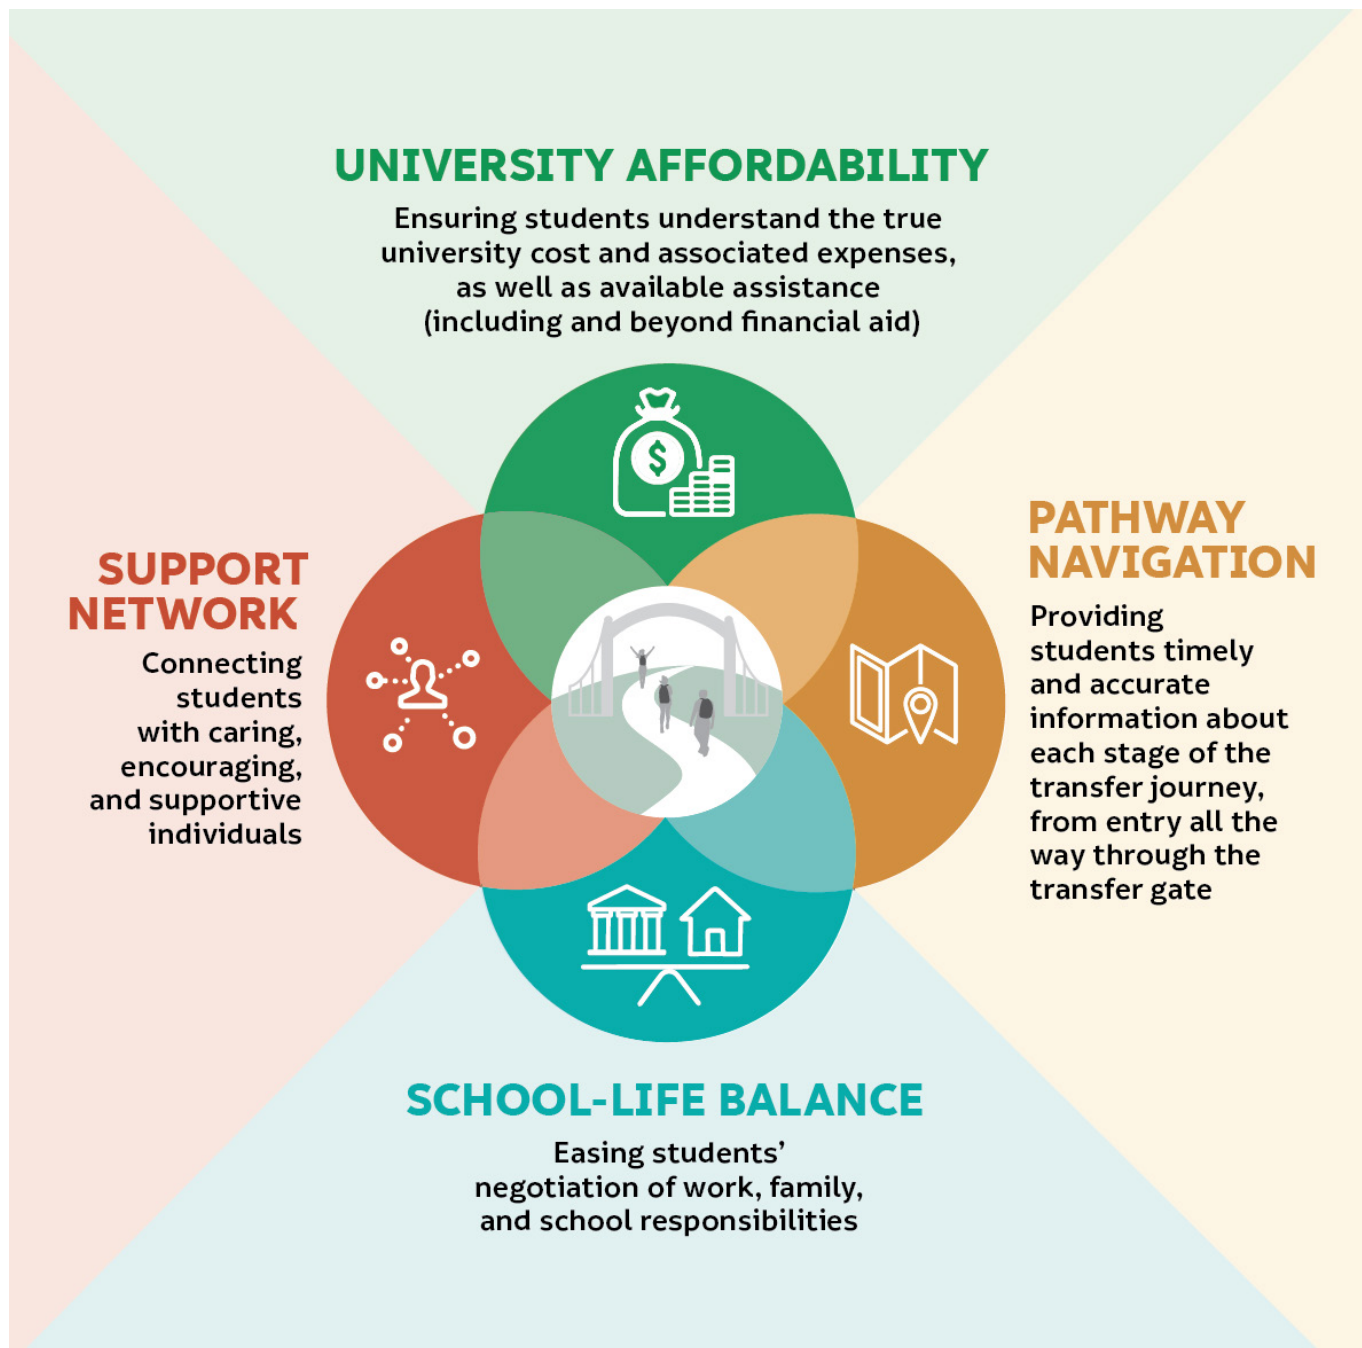 UNIVERSITY AFFORDABILITY
Ensuring students understand the true
university cost and associated expenses,
as well as available assistance
(including and beyond financial aid)
$
SUPPORT
NETWORK
Connecting
students
with caring,
encouraging,
and supportive
individuals
PATHWAY
NAVIGATION
Providing
students timely
and accurate
information about
each stage of the
transfer journey,
from entry all the
way through the
transfer gate
SCHOOL-LIFE BALANCE
Easing students’
negotiation of work, family,
and school responsibilities